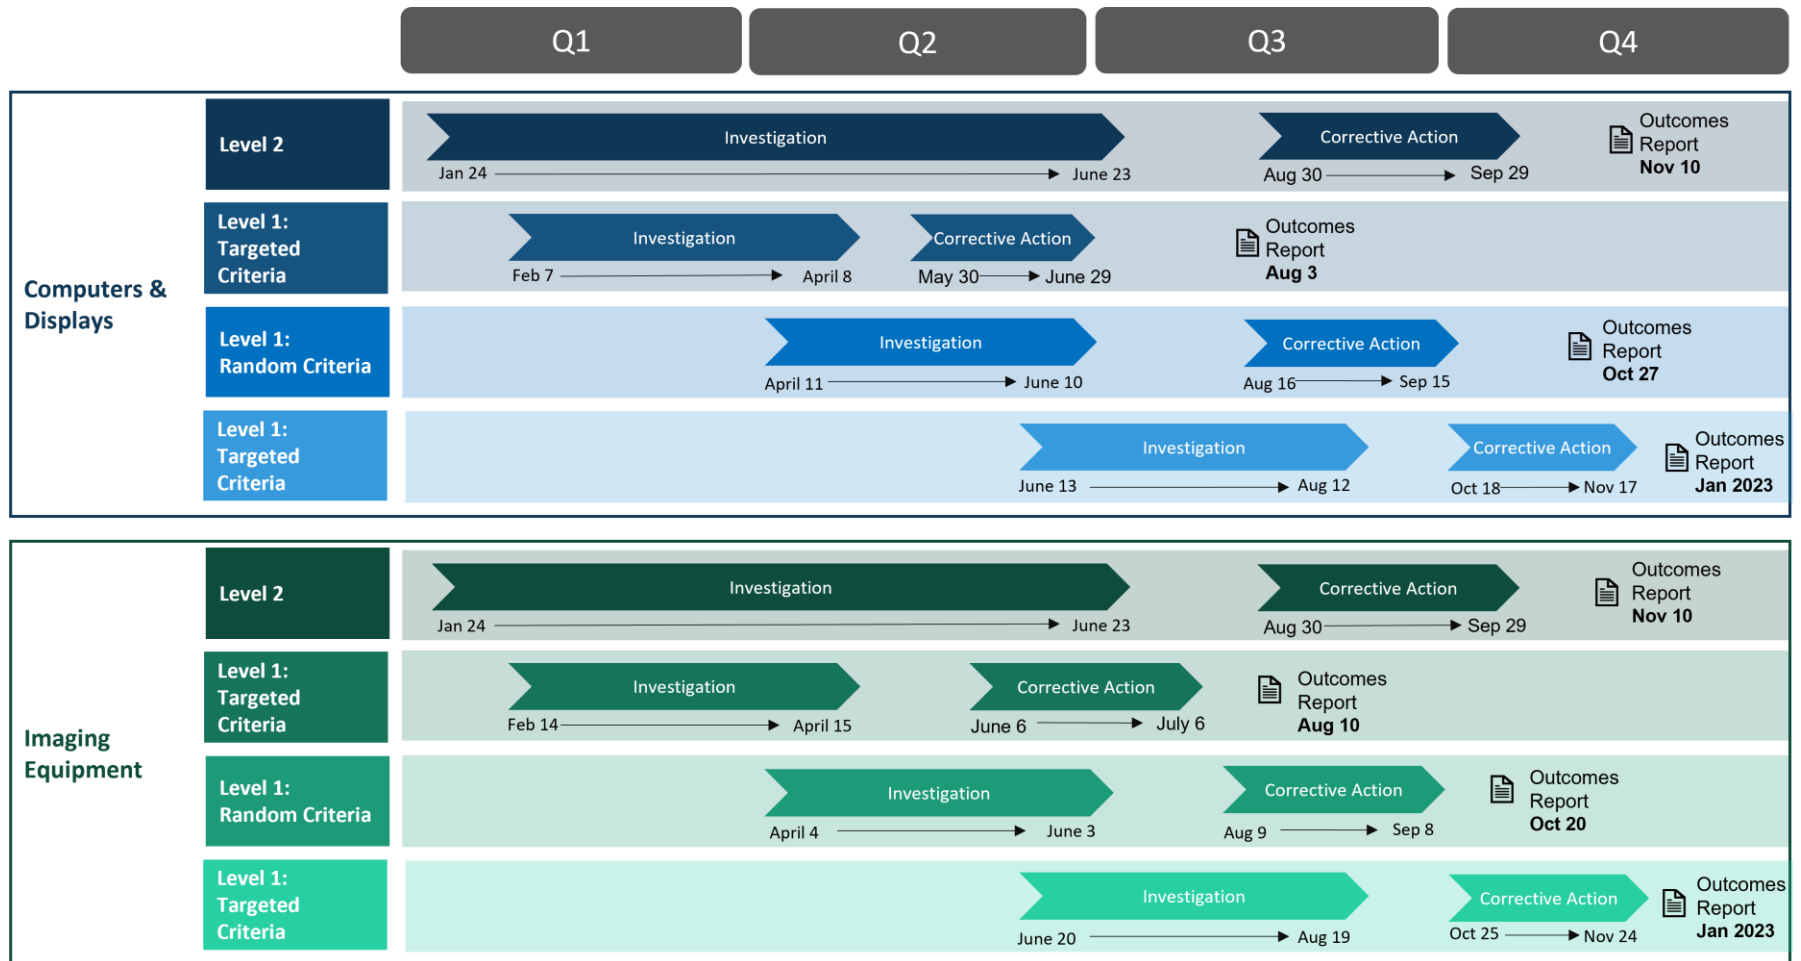 Q1 Q2 Q3 Q4
Computers &
Displays
Level 2
Investigation
Jan 24 June 23
Corrective Action
Aug 30 Sep 29
Outcomes
Report
Nov 10
Level 1:
Targeted
Criteria
Investigation
Feb 7 April 8
Corrective Action
May 30 June 29
Outcomes
Report
Aug 3
Level 1:
Random Criteria
Investigation
April 11 June 10
Corrective Action
Aug 16 Sep 15
Outcomes
Report
Oct 27
Level 1:
Targeted
Criteria
Investigation
June 13 Aug 12
Corrective Action
Oct 18 Nov 17
Outcomes
Report
Jan 2023
Imaging
Equipment
Level 2
Investigation
Jan 24 June 23
Corrective Action
Aug 30 Sep 29
Outcomes
Report
Nov 10
Level 1:
Targeted
Criteria
Investigation
Feb 14 April 15
Corrective Action
June 6 July 6
Outcomes
Report
Aug 10
Level 1:
Random Criteria
Investigation
April 4 June 3
Corrective Action
Aug 9 Sep 8
Outcomes
Report
Oct 20
Level 1:
Targeted
Criteria
Investigation
June 20 Aug 19
Corrective Action
Oct 25 Nov 24
Outcomes
Report
Jan 2023